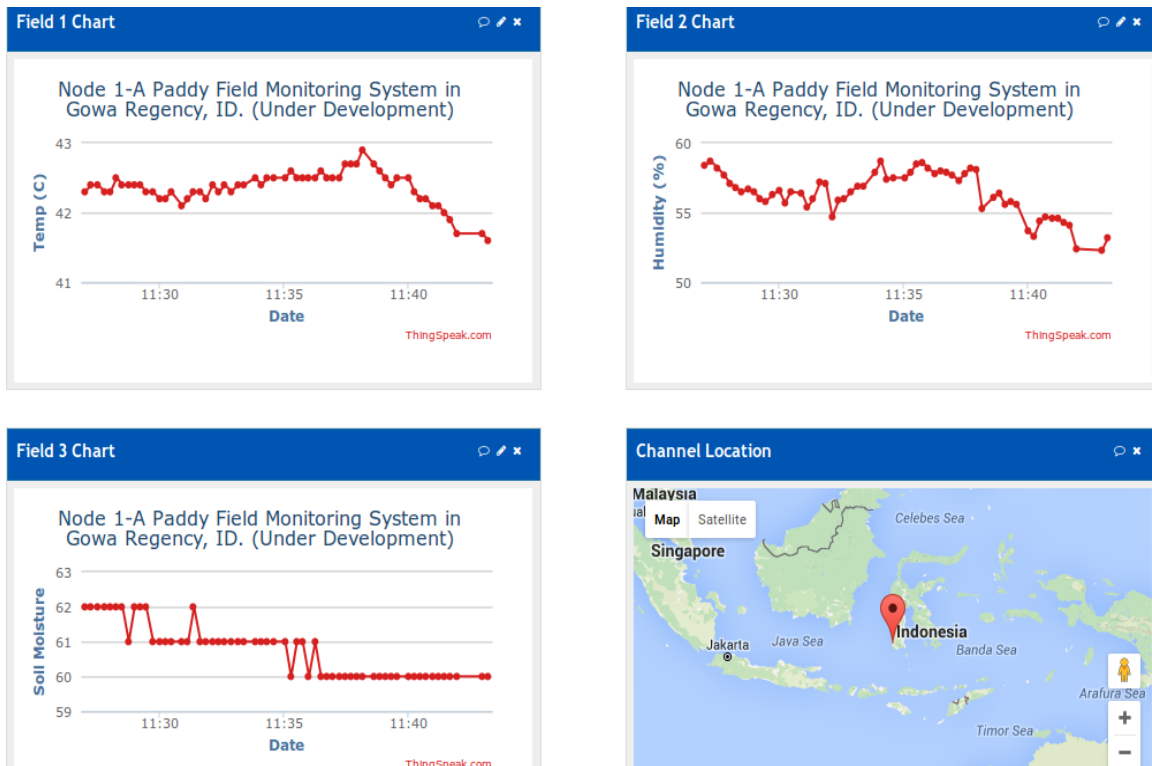 Field 1 Chart
Node 1-A Paddy Field Monitoring System in
Gowa Regency, ID. (Under Development)
Temp (C)
43
42
41
11:30
11:35
11:40
Date
ThingSpeak.com
Field 2 Chart
Node 1-A Paddy Field Monitoring System in
Gowa Regency, ID. (Under Development)
Humidity (%)
60
55
50
11:30
11:35
11:40
Date
ThingSpeak.com
Field 3 Chart
Node 1-A Paddy Field Monitoring System in
Gowa Regency, ID. (Under Development)
Soil Moisture
63
62
61
60
59
11:30
11:35
11:40
Date
ThingSpeak.com
Channel Location
Malaysia
Map
Satellite
Celebes Sea
Singapore
Indonesia
Jakarta
Java Sea
Banda Sea
Arafura Sea
Timor Sea
+
−